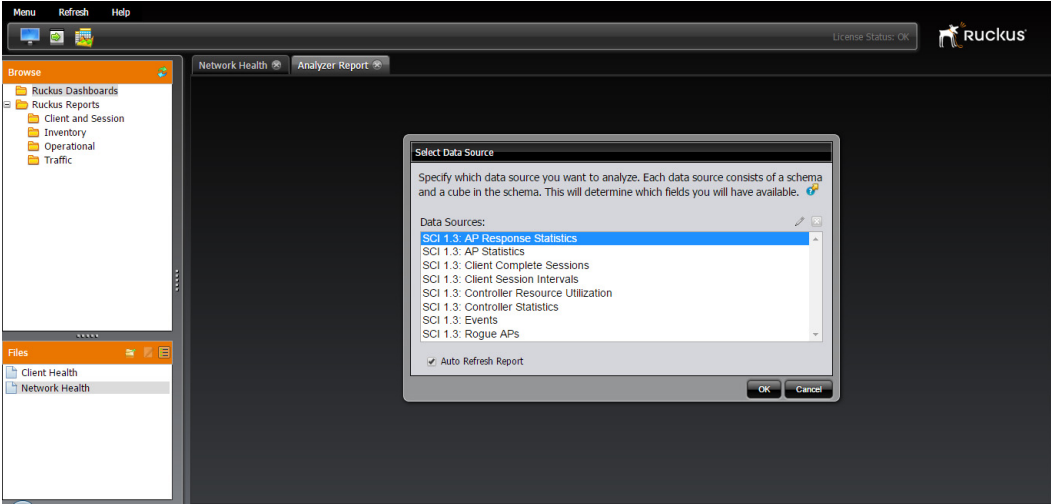 Menu Refresh Help
License Status: OK
Ruckus
Browse
Ruckus Dashboards
Ruckus Reports
Client and Session
Inventory
Operational
Traffic
Files
Client Health
Network Health
Network Health Analyzer Report
Select Data Source
Specify which data source you want to analyze. Each data source consists of a schema
and a cube in the schema. This will determine which fields you will have available.
Data Sources:
SCI 1.3: AP Response Statistics
SCI 1.3: AP Statistics
SCI 1.3: Client Complete Sessions
SCI 1.3: Client Session Intervals
SCI 1.3: Controller Resource Utilization
SCI 1.3: Controller Statistics
SCI 1.3: Events
SCI 1.3: Rogue APs
Auto Refresh Report
OK Cancel